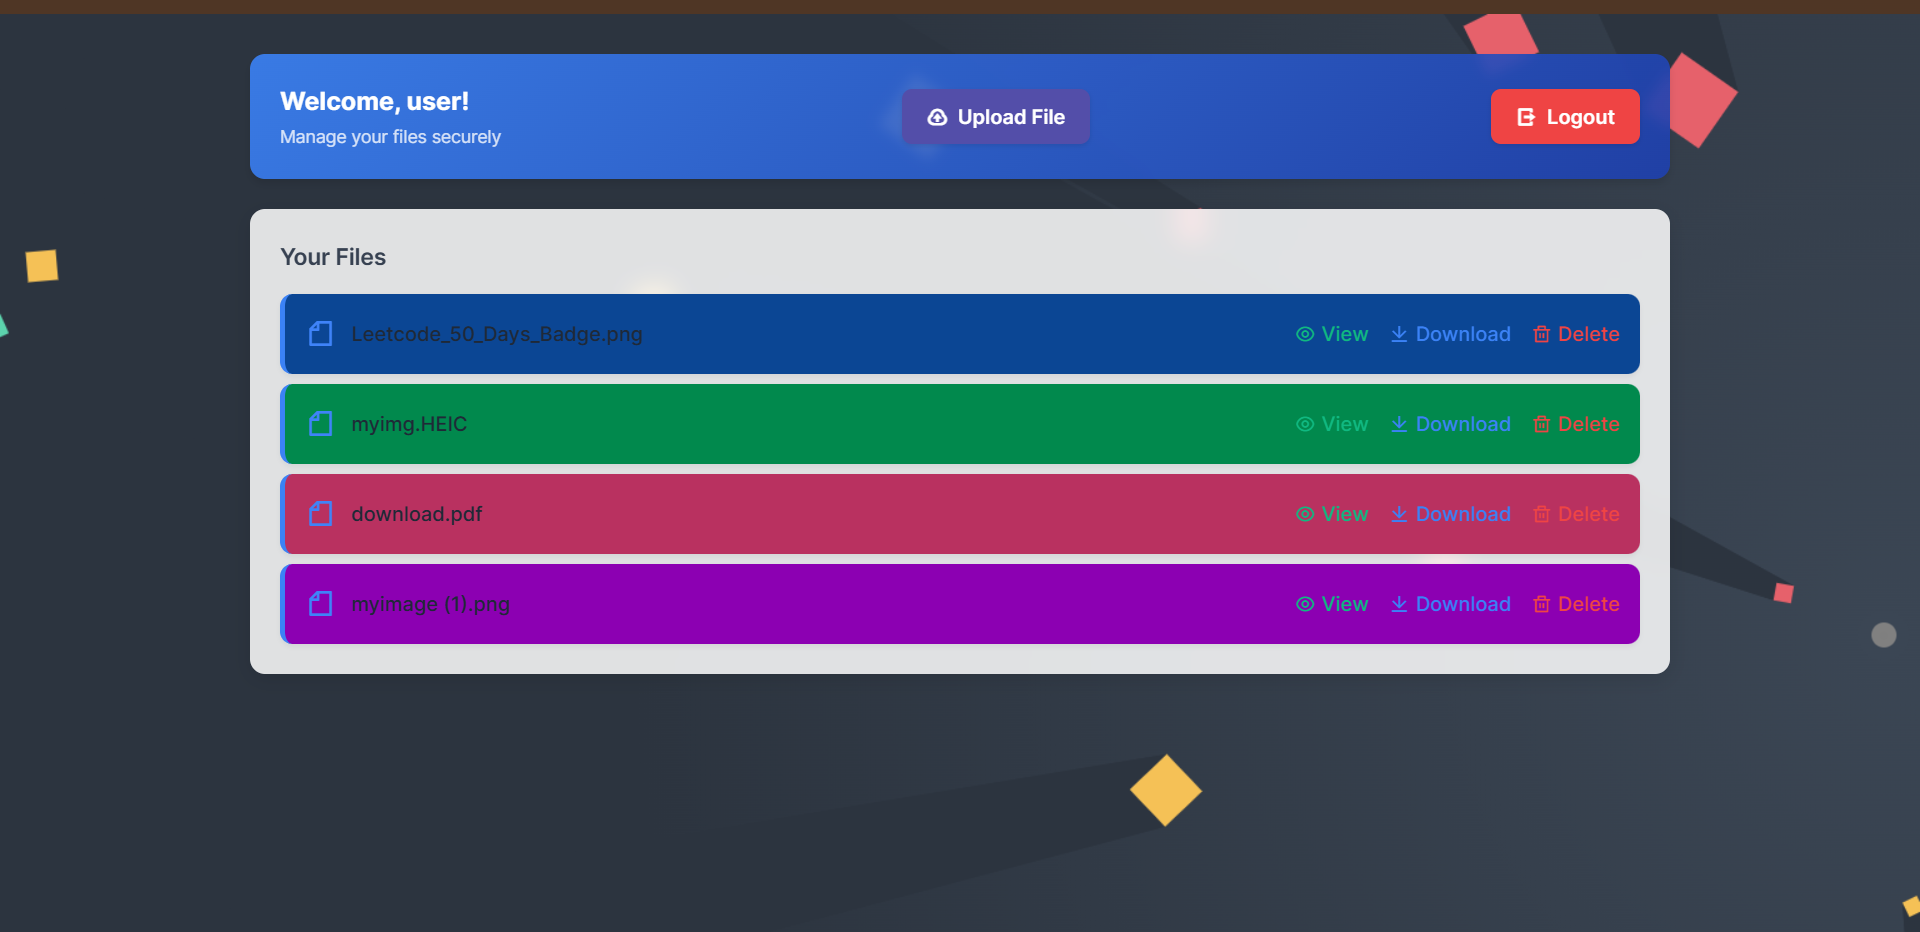 Welcome, user!
Manage your files securely
Upload File
Logout
Your Files
Leetcode_50_Days_Badge.png View Download Delete
myimg.HEIC View Download Delete
download.pdf View Download Delete
myimage (1).png View Download Delete